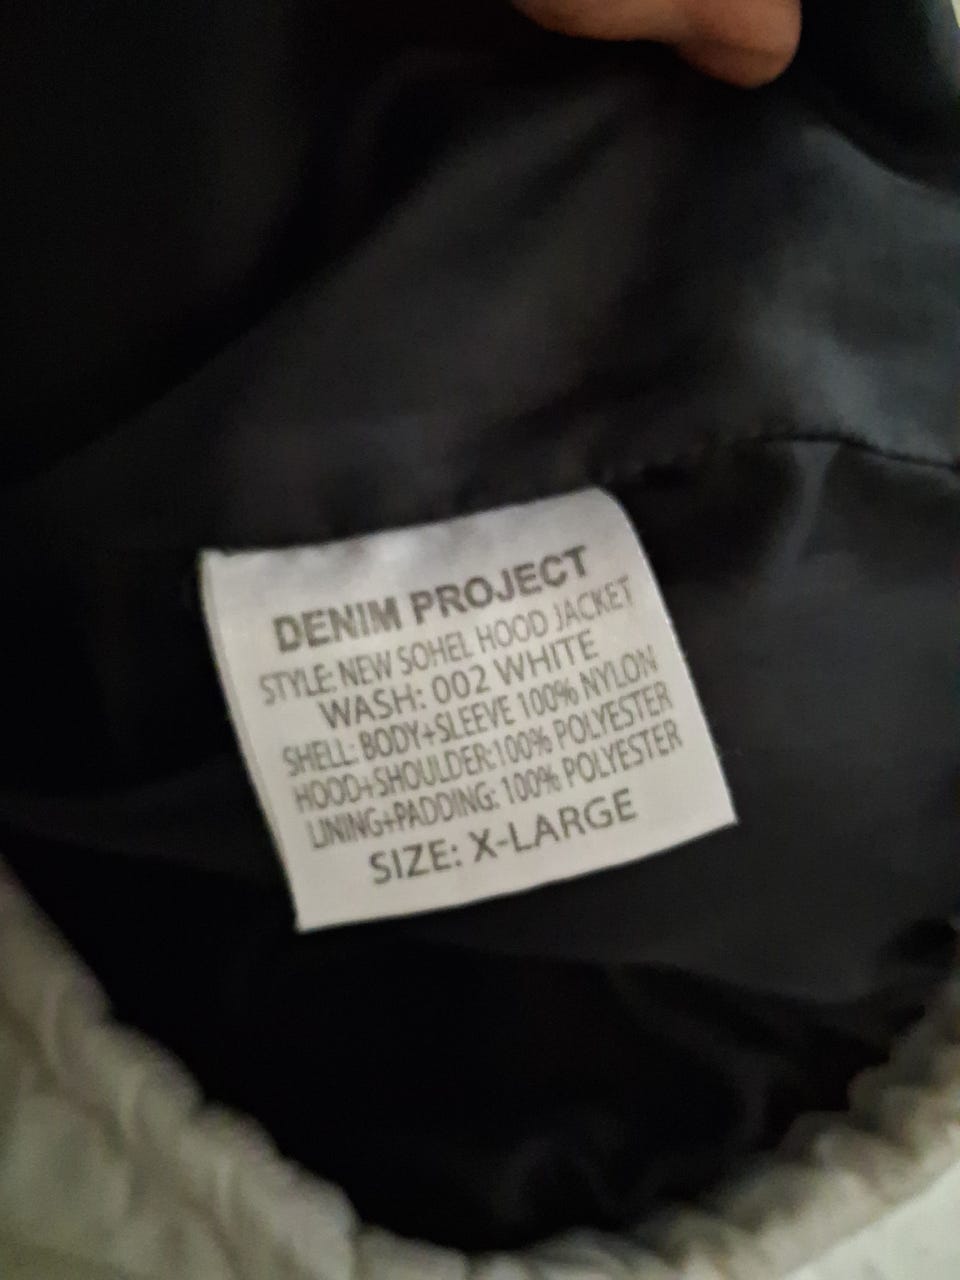 DENIM PROJECT
STYLE: NEW SOHEL HOOD JACKET
WASH: 002 WHITE
SHELL: BODY+SLEEVE 100% NYLON
HOOD+SHOULDER:100% POLYESTER
LINING+PADDING: 100% POLYESTER
SIZE: X-LARGE